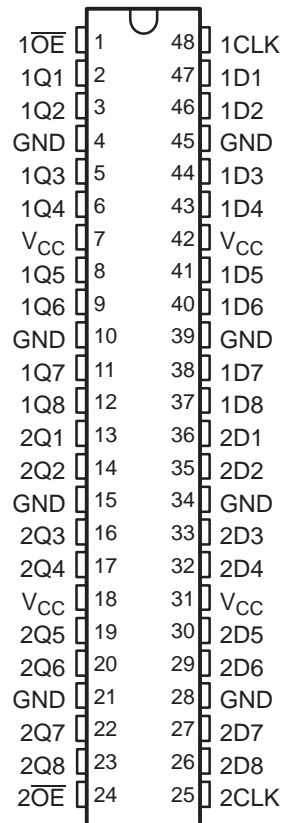 1O̅E̅ 1 48 1CLK
1Q1 2 47 1D1
1Q2 3 46 1D2
GND 4 45 GND
1Q3 5 44 1D3
1Q4 6 43 1D4
VCC 7 42 VCC
1Q5 8 41 1D5
1Q6 9 40 1D6
GND 10 39 GND
1Q7 11 38 1D7
1Q8 12 37 1D8
2Q1 13 36 2D1
2Q2 14 35 2D2
GND 15 34 GND
2Q3 16 33 2D3
2Q4 17 32 2D4
VCC 18 31 VCC
2Q5 19 30 2D5
2Q6 20 29 2D6
GND 21 28 GND
2Q7 22 27 2D7
2Q8 23 26 2D8
2O̅E̅ 24 25 2CLK